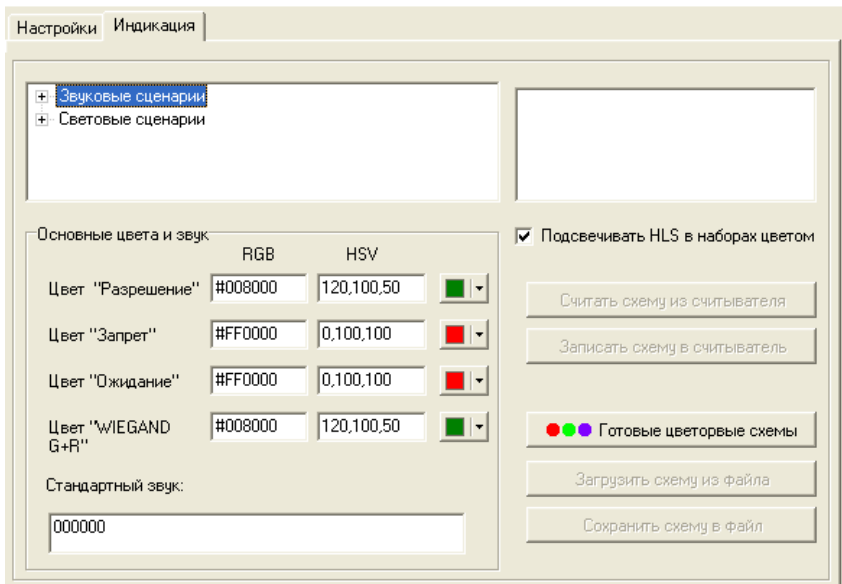 Настройки Индикация
Звуковые сценарии
Световые сценарии
Основные цвета и звук
RGB HSV
Цвет "Разрешение" #008000 120,100,50
Цвет "Запрет" #FF0000 0,100,100
Цвет "Ожидание" #FF0000 0,100,100
Цвет "WIEGAND
G+R" #008000 120,100,50
Стандартный звук:
000000
Подсвечивать HLS в наборах цветом
Считать схему из считывателя
Записать схему в считыватель
Готовые цветорвые схемы
Загрузить схему из файла
Сохранить схему в файл